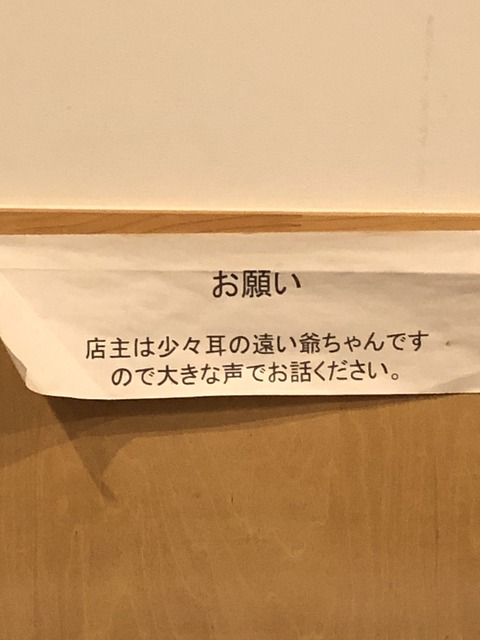 お願い
店主は少々耳の遠い爺ちゃんです
ので大きな声でお話ください。